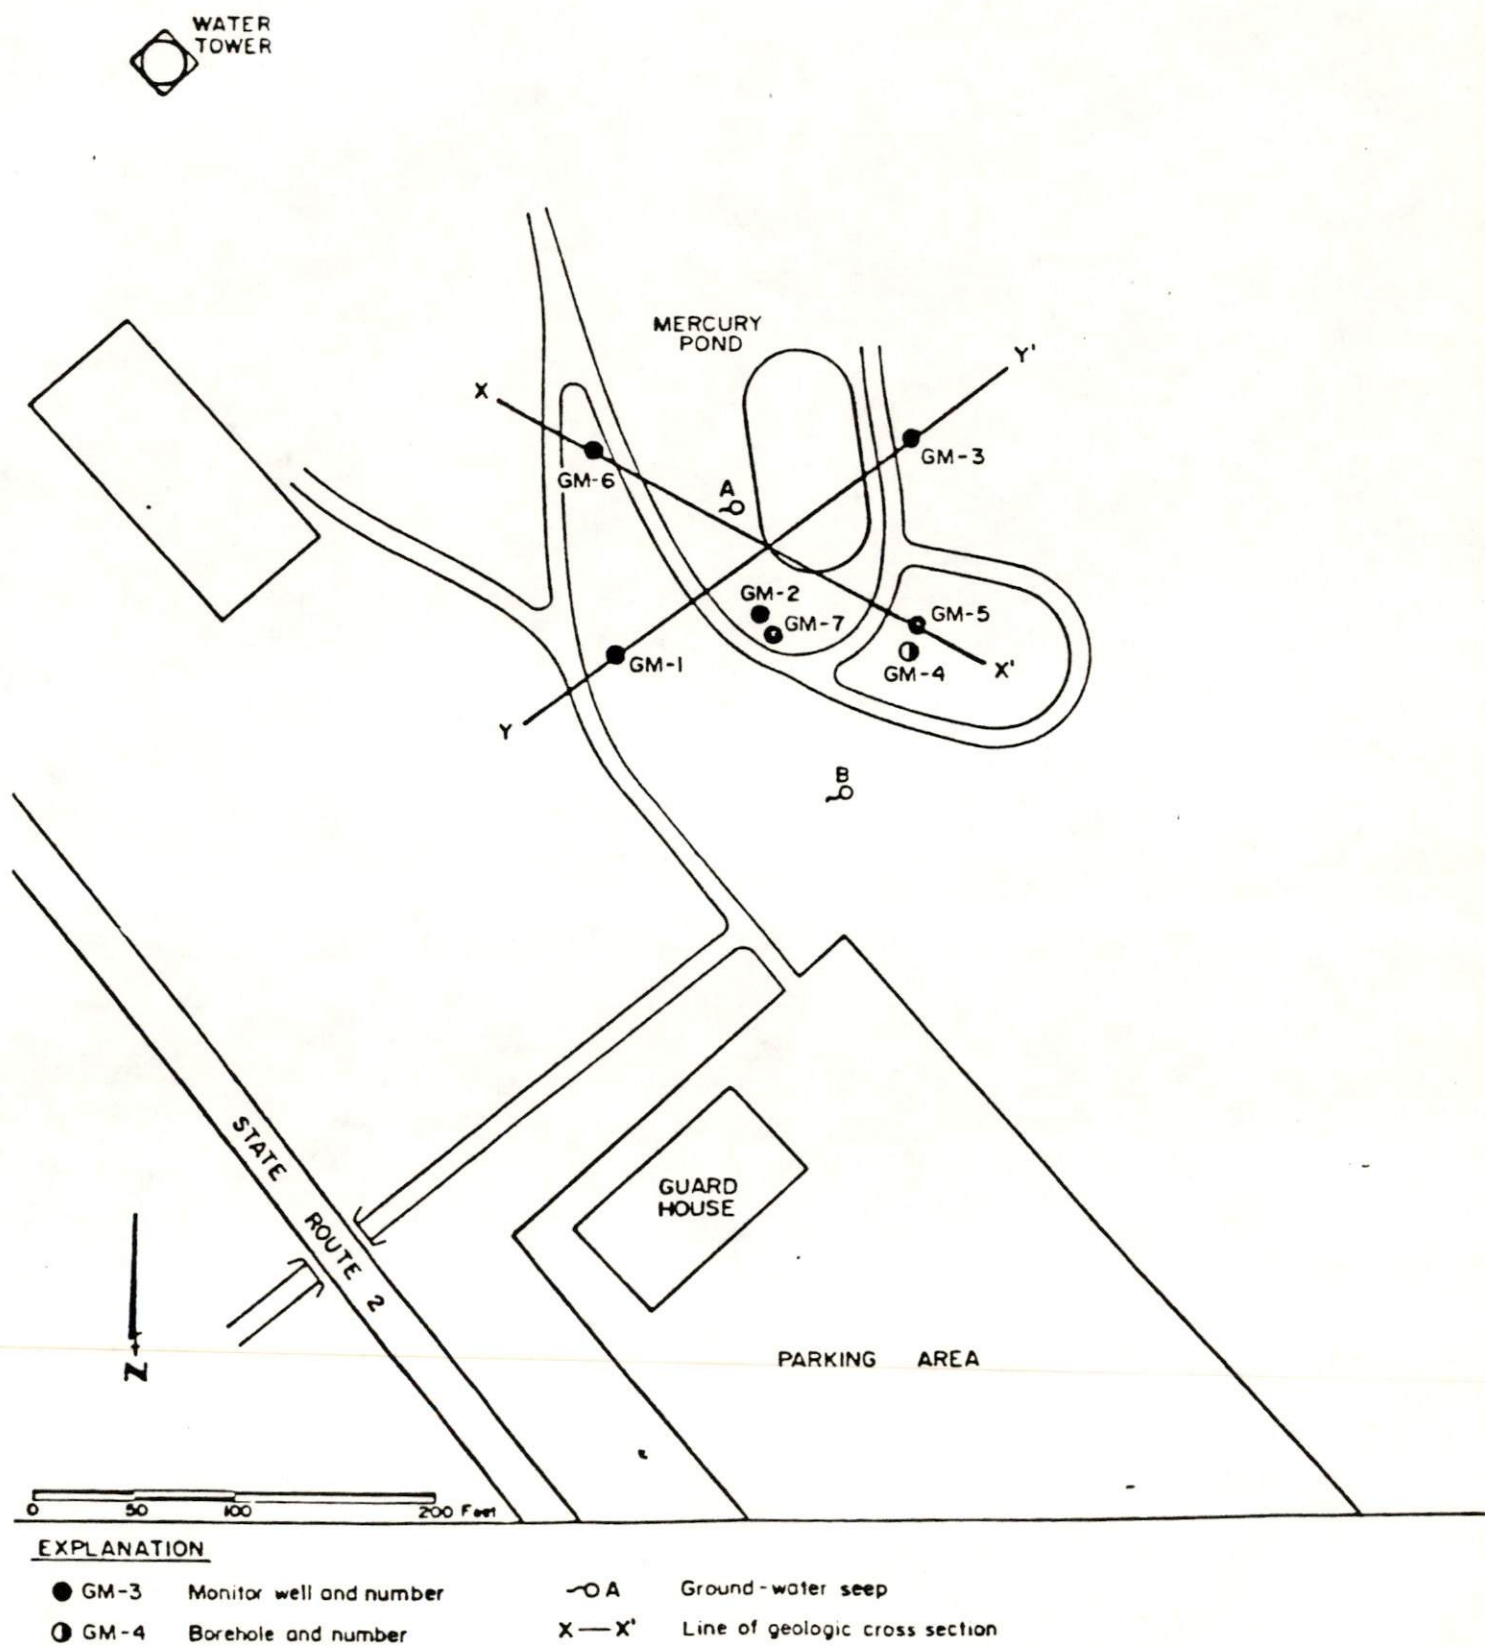 WATER
TOWER
MERCURY
POND
X
Y'
GM-3
GM-6
A
GM-2
GM-7
GM-5
GM-4
X'
GM-1
Y
B
STATE ROUTE 2
GUARD
HOUSE
PARKING AREA
N
0 50 100 200 Feet
EXPLANATION
GM-3 Monitor well and number
A Ground-water seep
GM-4 Borehole and number
X—X' Line of geologic cross section